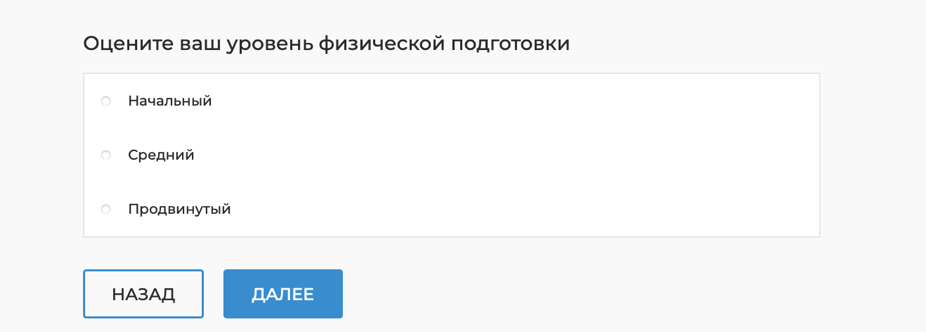 Оцените ваш уровень физической подготовки
Начальный
Средний
Продвинутый
НАЗАД ДАЛЕЕ